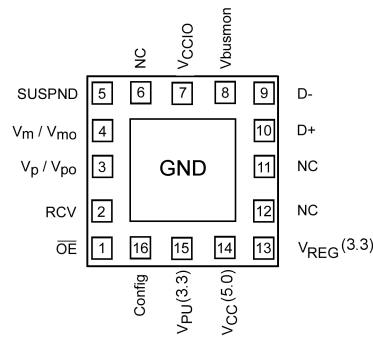 NC
VCCIO
Vbusmon
SUSPND 5 6 7 8 9 D-
Vm / Vmo 4 10 D+
Vp / Vpo 3 GND 11 NC
RCV 2 12 NC
OE 1 16 15 14 13 VREG(3.3)
Config
VPU(3.3)
VCC(5.0)